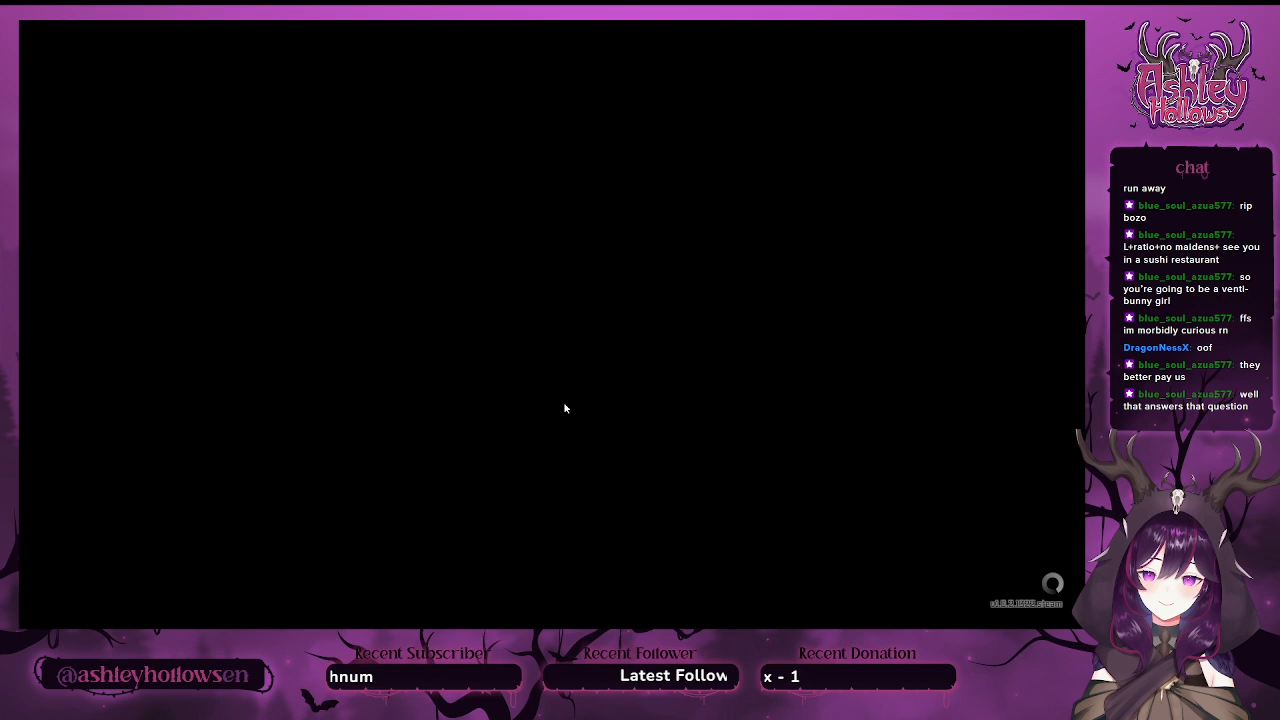 Ashley
Hollows
chat
run away
blue_soul_azua577: rip
bozo
blue_soul_azua577:
L+ratio+no maidens+ see you
in a sushi restaurant
blue_soul_azua577: so
you're going to be a venti-
bunny girl
blue_soul_azua577: ffs
im morbidly curious rn
DragonNessX: oof
blue_soul_azua577: they
better pay us
blue_soul_azua577: well
that answers that question
@ashleyhollowsen
Recent Subscriber
hnum
Recent Follower
Latest Follow
Recent Donation
x - 1